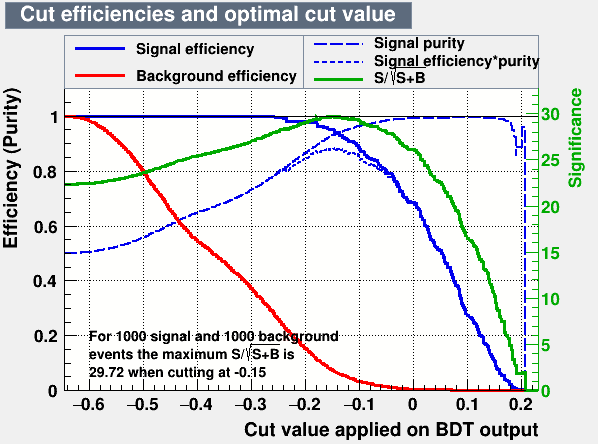 Cut efficiencies and optimal cut value
Signal efficiency
Background efficiency
Signal purity
Signal efficiency*purity
S/√S+B
Efficiency (Purity)
1
0.8
0.6
0.4
0.2
0
For 1000 signal and 1000 background
events the maximum S/√S+B is
29.72 when cutting at -0.15
30
25
20
15
10
5
0
Significance
−0.6 −0.5 −0.4 −0.3 −0.2 −0.1 0 0.1 0.2
Cut value applied on BDT output